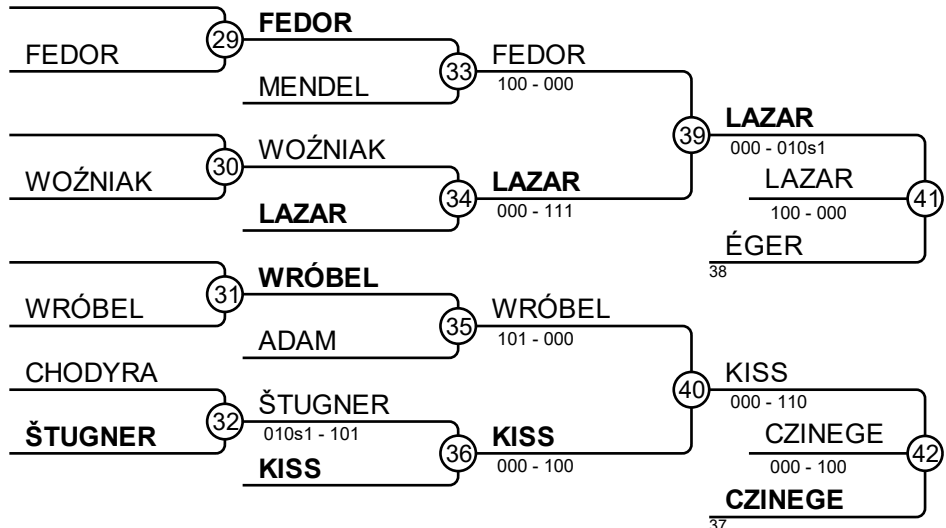 FEDOR
29
FEDOR
MENDEL
33
FEDOR
100 - 000
WOŹNIAK
30
WOŹNIAK
LAZAR
34
LAZAR
000 - 111
39
LAZAR
000 - 010s1
LAZAR
100 - 000
41
ÉGER
38
WRÓBEL
31
WRÓBEL
ADAM
35
WRÓBEL
101 - 000
CHODYRA
ŠTUGNER
32
ŠTUGNER
010s1 - 101
KISS
36
KISS
000 - 100
40
KISS
000 - 110
CZINEGE
000 - 100
42
CZINEGE
37